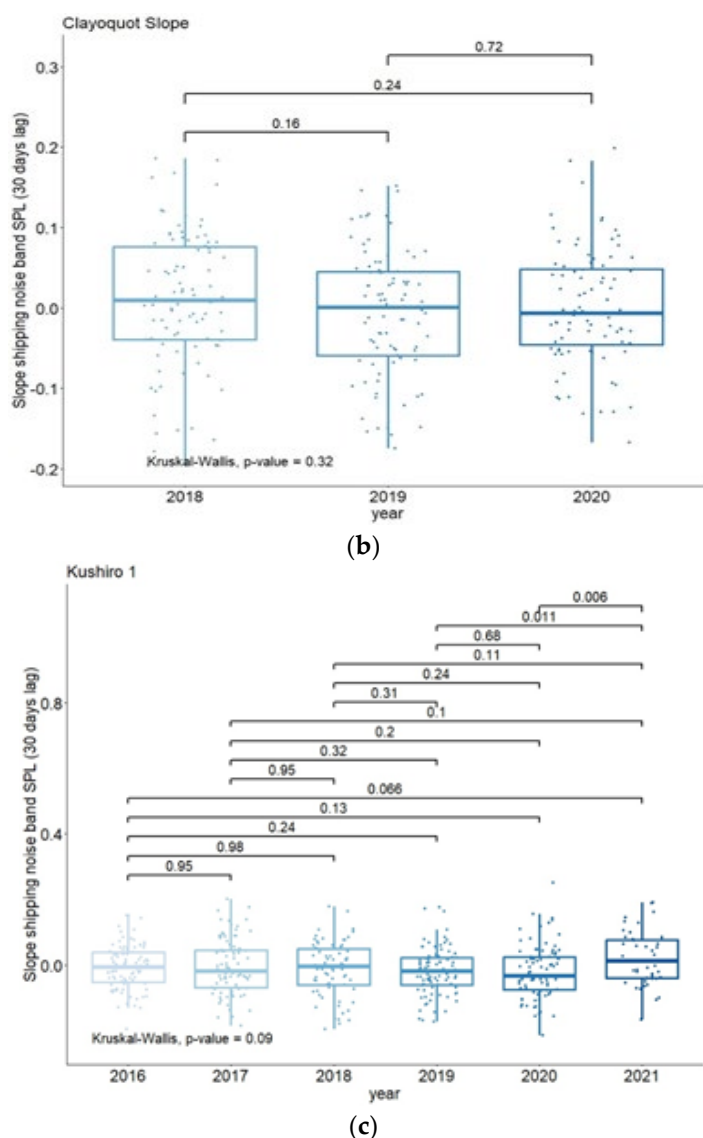 Clayoquot Slope
0.72
0.24
0.16
0.3
0.2
0.1
0.0
-0.1
-0.2
Slope shipping noise band SPL (30 days lag)
Kruskal-Wallis, p-value = 0.32
2018 2019 2020
year
(b)
Kushiro 1
0.006
0.011
0.68
0.11
0.24
0.31
0.1
0.2
0.32
0.95
0.066
0.13
0.24
0.98
0.95
0.8
0.4
0.0
Slope shipping noise band SPL (30 days lag)
Kruskal-Wallis, p-value = 0.09
2016 2017 2018 2019 2020 2021
year
(c)